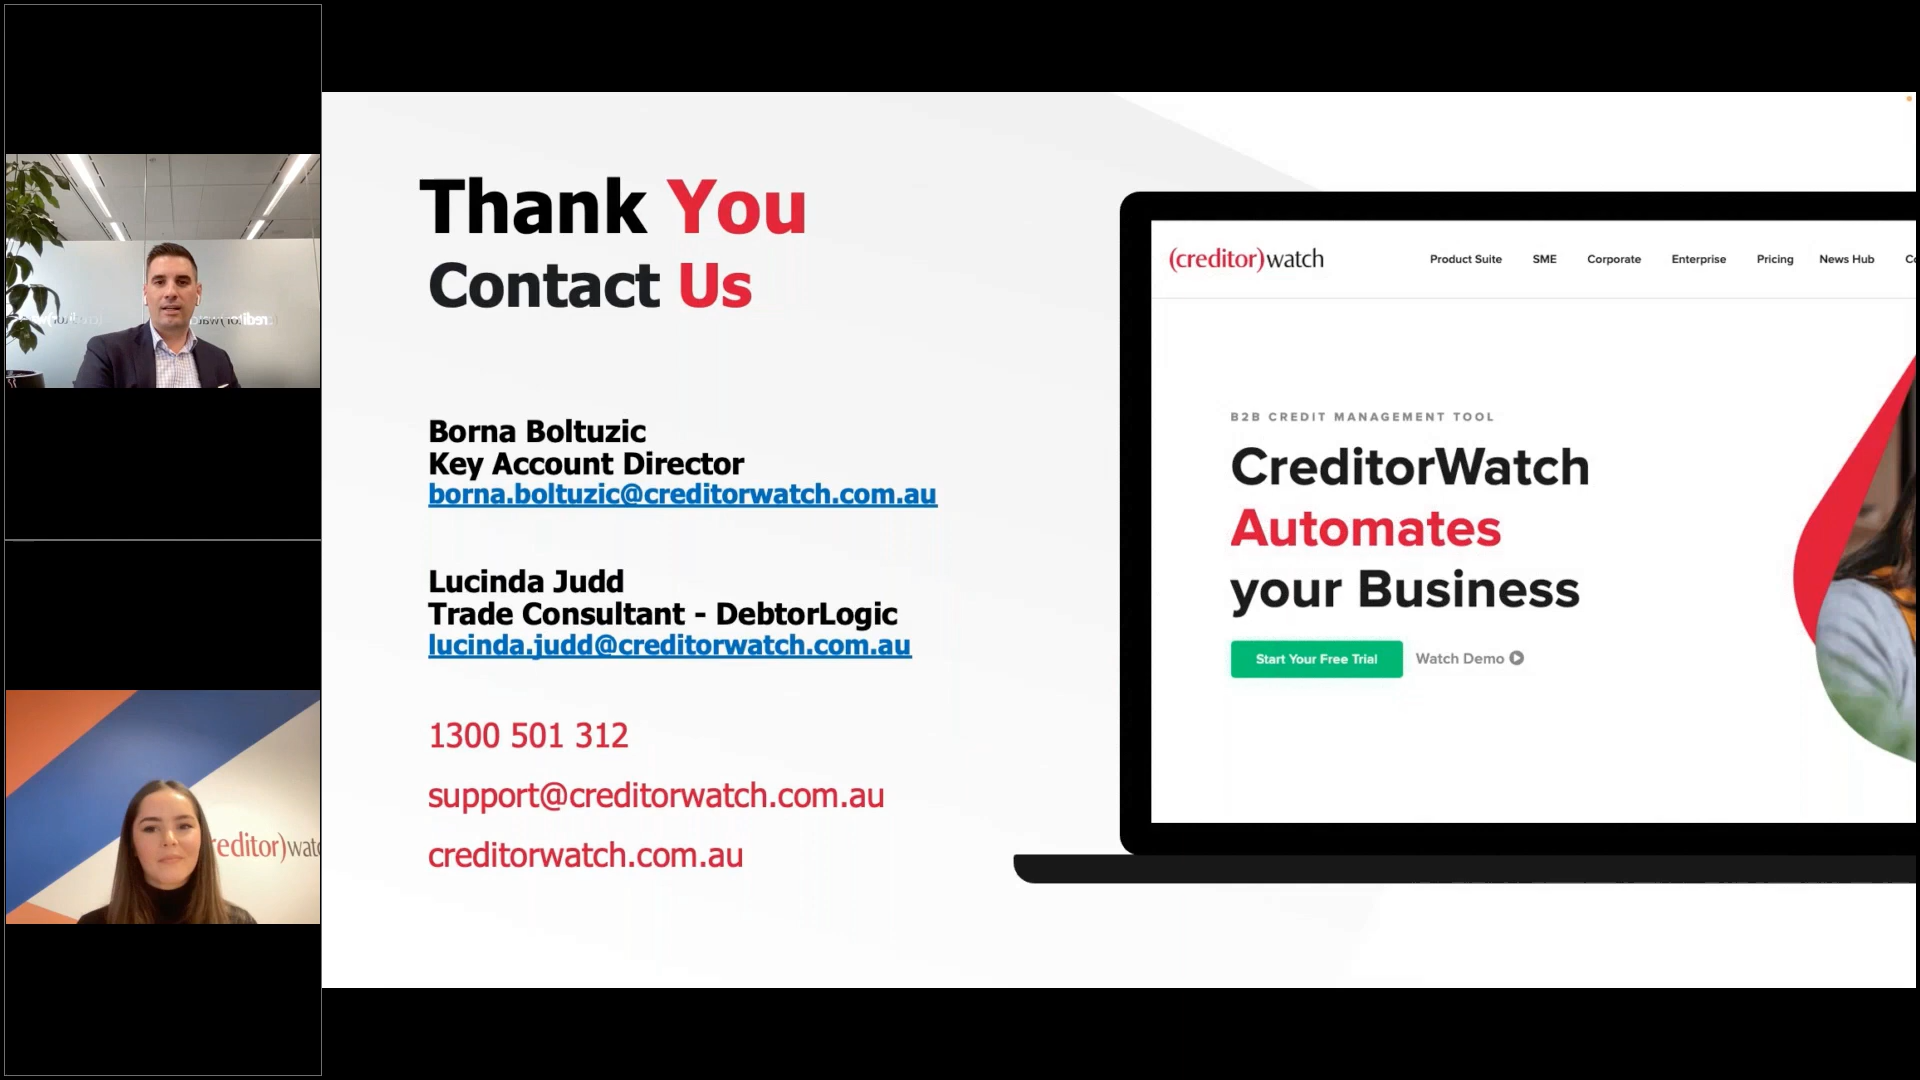 Thank You
Contact Us
Borna Boltuzic
Key Account Director
borna.boltuzic@creditorwatch.com.au
Lucinda Judd
Trade Consultant - DebtorLogic
lucinda.judd@creditorwatch.com.au
1300 501 312
support@creditorwatch.com.au
creditorwatch.com.au
(creditor)watch
Product Suite SME Corporate Enterprise Pricing News Hub
B2B CREDIT MANAGEMENT TOOL
CreditorWatch
Automates
your Business
Start Your Free Trial Watch Demo
reditor)watc